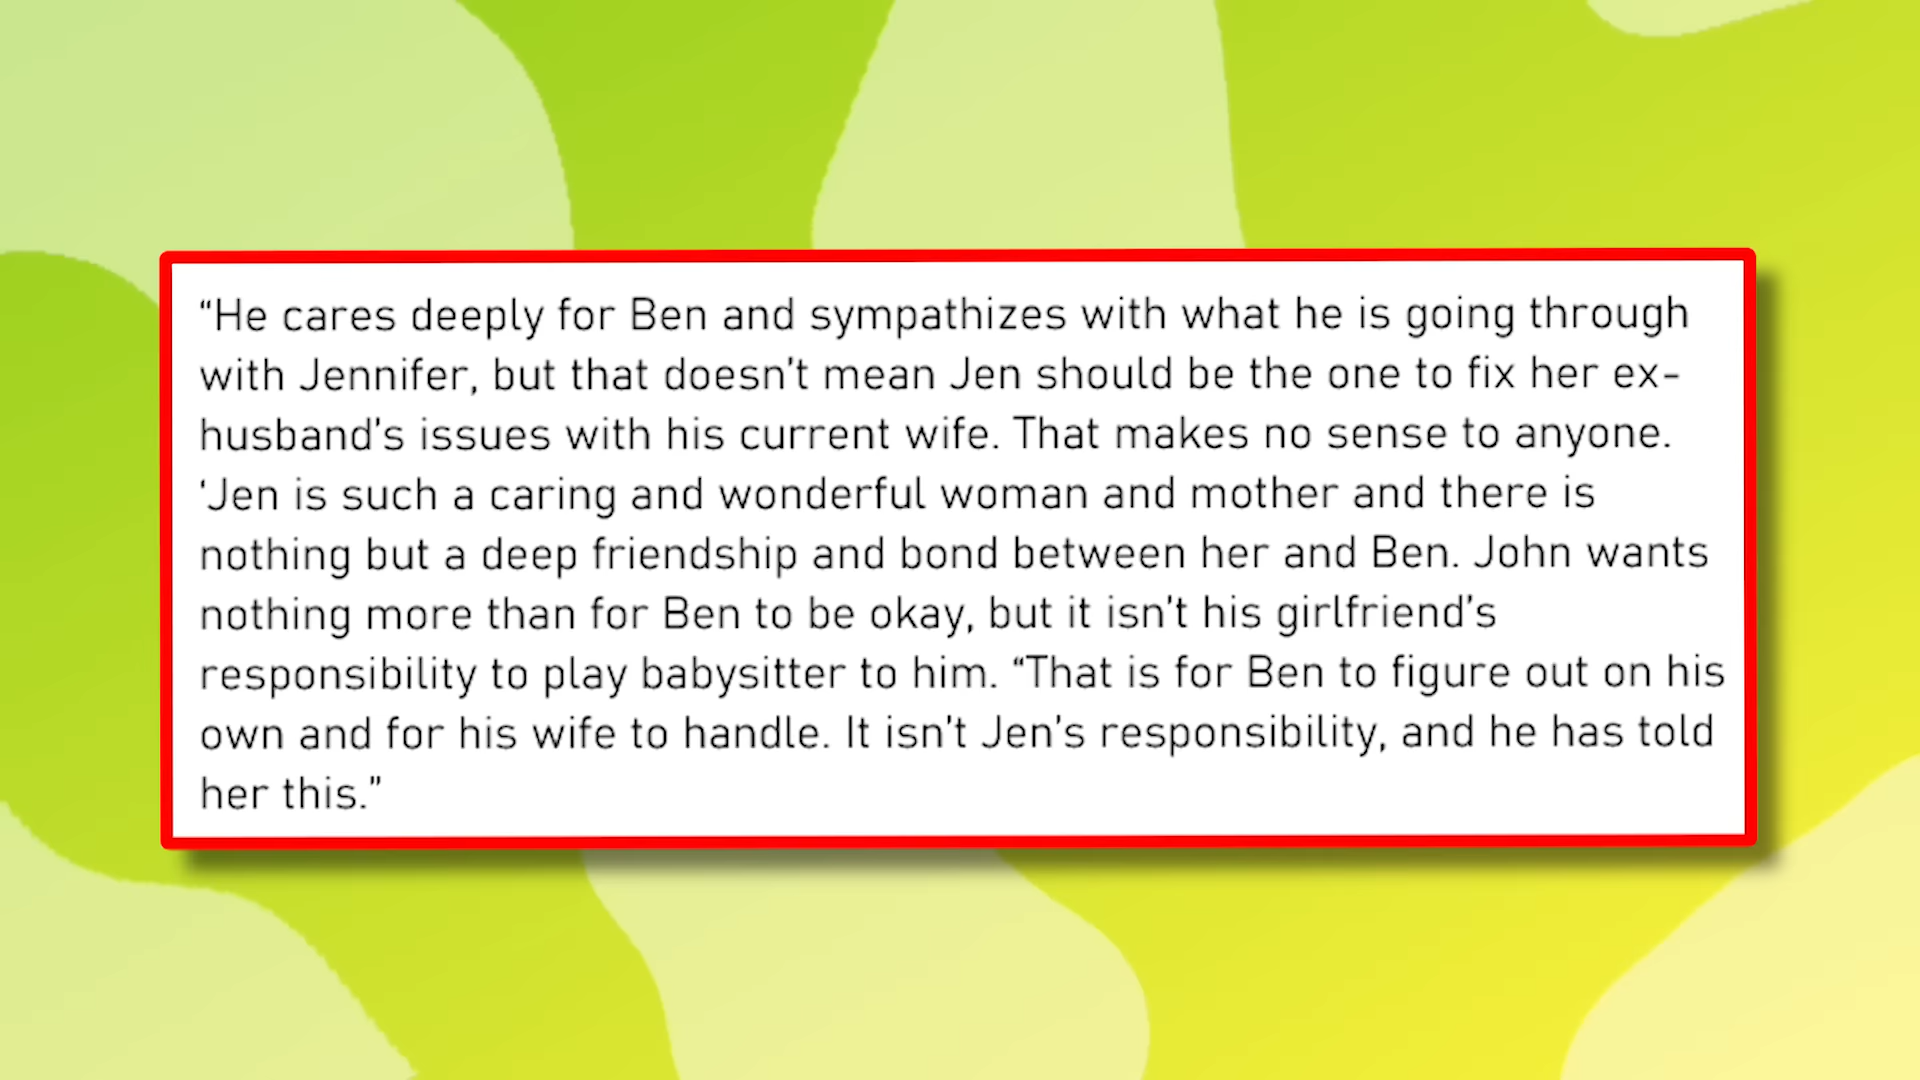 “He cares deeply for Ben and sympathizes with what he is going through
with Jennifer, but that doesn't mean Jen should be the one to fix her ex-
husband's issues with his current wife. That makes no sense to anyone.
‘Jen is such a caring and wonderful woman and mother and there is
nothing but a deep friendship and bond between her and Ben. John wants
nothing more than for Ben to be okay, but it isn't his girlfriend's
responsibility to play babysitter to him. “That is for Ben to figure out on his
own and for his wife to handle. It isn't Jen's responsibility, and he has told
her this.”